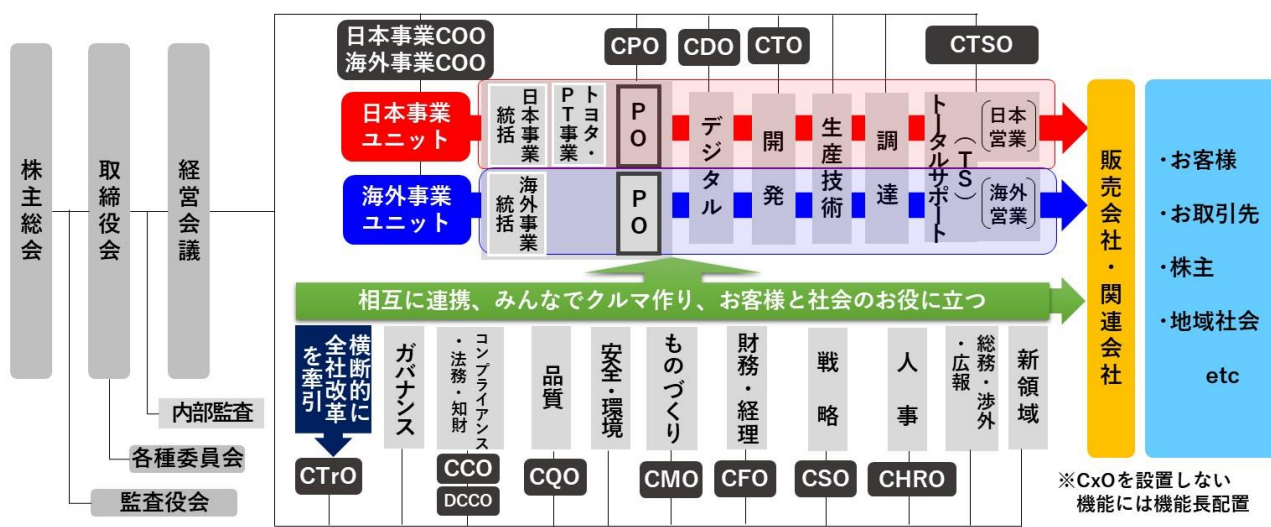 株主総会
取締役会
経営会議
内部監査
各種委員会
監査役会
日本事業COO
海外事業COO
CPO
CDO
CTO
CTSO
日本事業
ユニット
日本事業
統括
トヨタ・
PT事業
PO
海外事業
ユニット
海外事業
統括
PO
デジタル
開発
生産技術
調達
トータルサポート
(TS)
日本
営業
海外
営業
販売会社・関連会社
・お客様
・お取引先
・株主
・地域社会
etc
相互に連携、みんなでクルマ作り、お客様と社会のお役に立つ
横断的に
全社改革
を牽引
CTrO
ガバナンス
コンプライアンス
・法務・知財
CCO
DCCO
品質
CQO
安全・環境
ものづくり
CMO
財務・経理
CFO
戦略
CSO
人事
CHRO
総務・渉外
・広報
新領域
※CxOを設置しない
機能には機能長配置